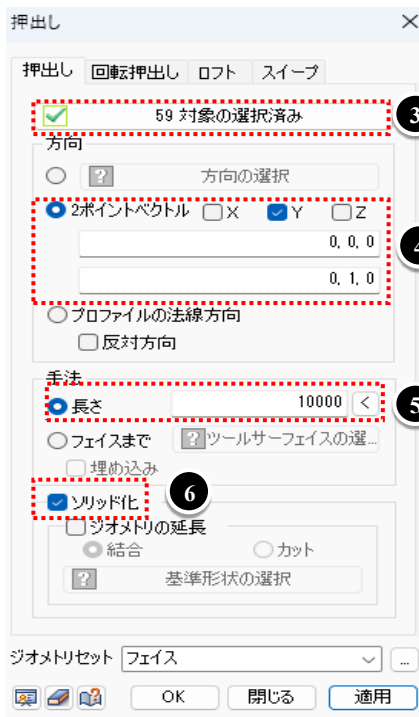 押出し
押出し 回転押出し ロフト スイープ
59 対象の選択済み
3
方向
? 方向の選択
2ポイントベクトル X Y Z
4
0, 0, 0
0, 1, 0
プロファイルの法線方向
反対方向
手法
長さ 10000 <
5
フェイスまで ? ツールサーフェイスの選...
埋め込み
ソリッド化
6
ジオメトリの延長
結合 カット
? 基準形状の選択
ジオメトリセット フェイス ...
OK 閉じる 適用